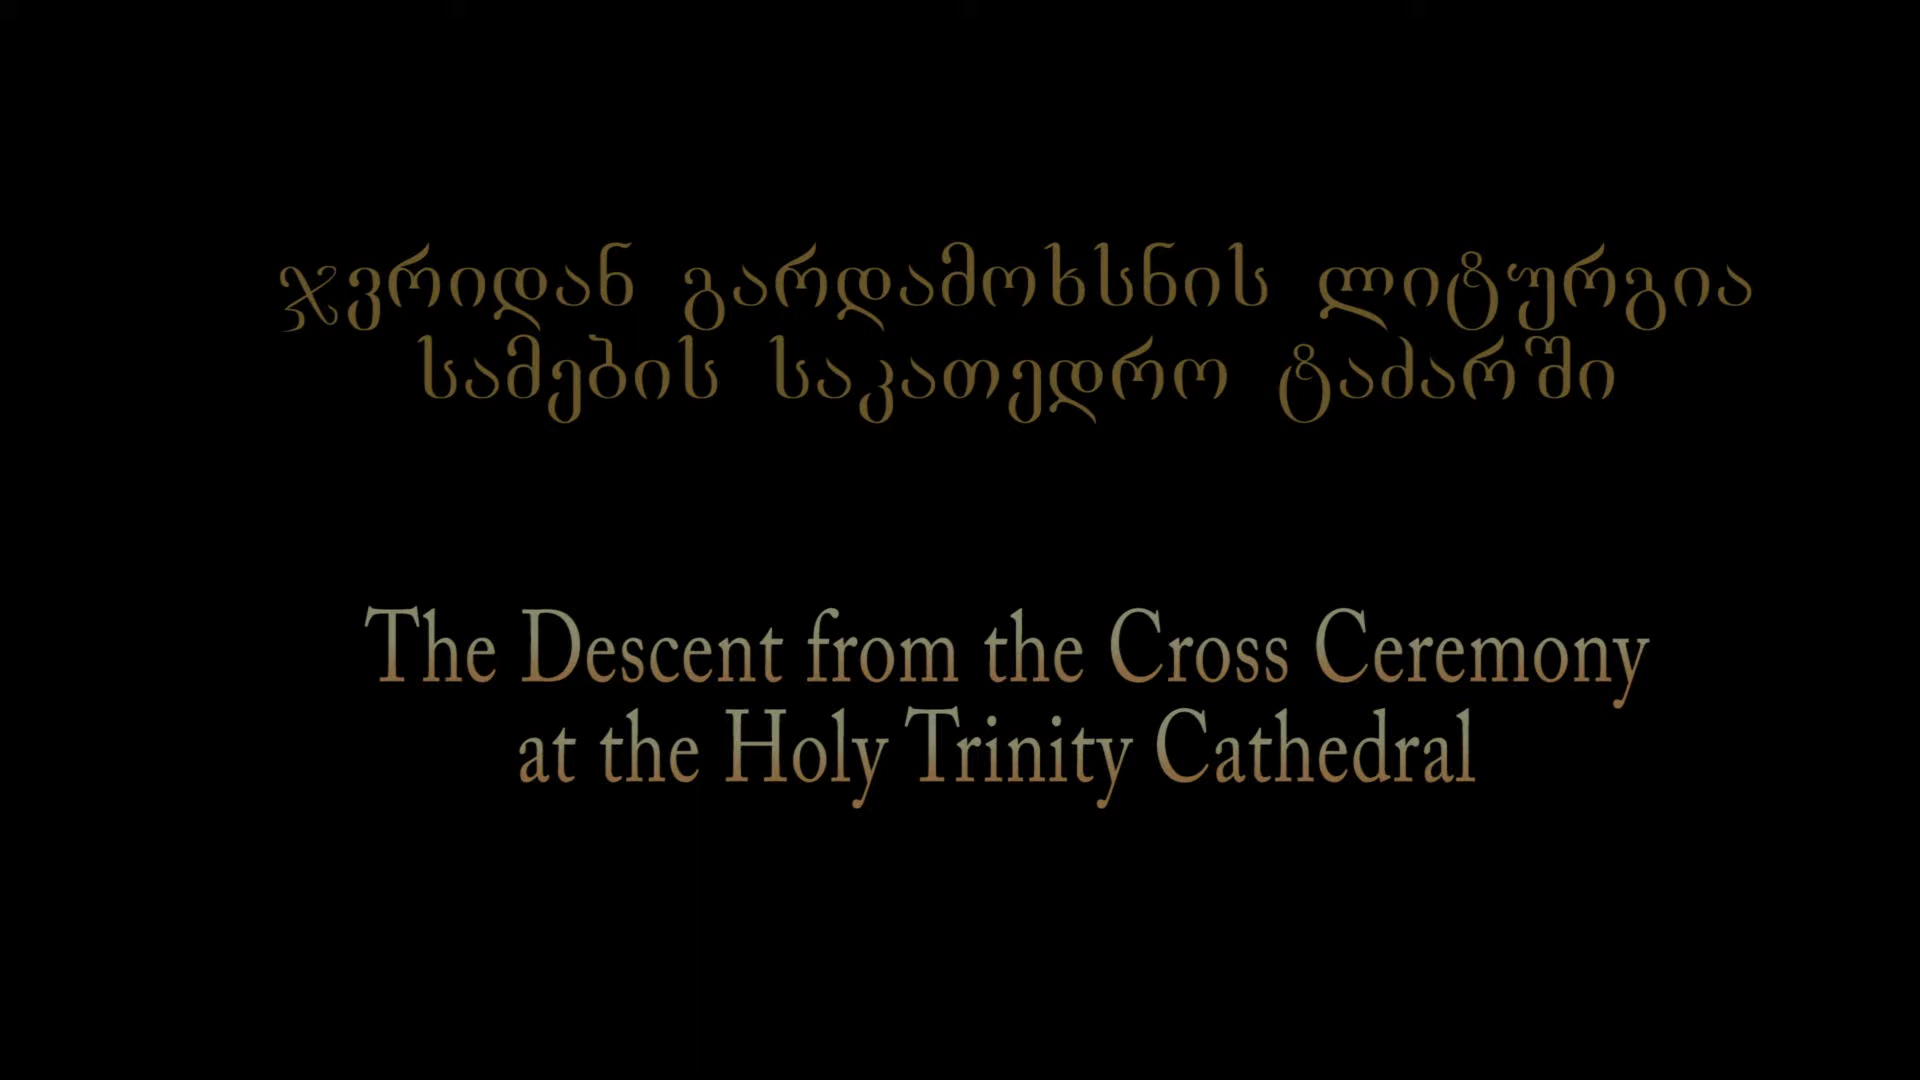 ჯვრიდან გარდამოხსნის ლიტურგია
სამების საკათედრო ტაძარში
The Descent from the Cross Ceremony
at the Holy Trinity Cathedral